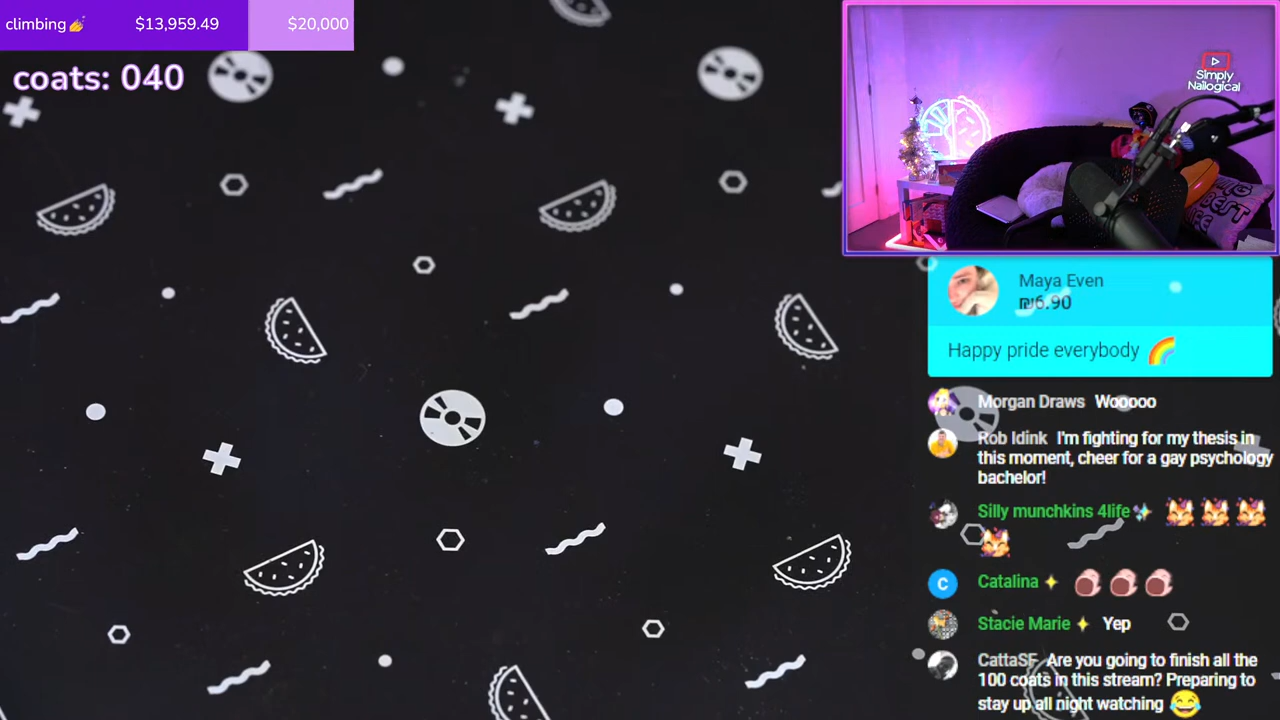 climbing💅 $13,959.49 $20,000
coats: 040
Simply
Nailogical
Maya Even
₪6.90
Happy pride everybody 🌈
Morgan Draws Wooooo
Rob Idink I'm fighting for my thesis in
this moment, cheer for a gay psychology
bachelor!
Silly munchkins 4life✨
Catalina
C
Stacie Marie Yep
CattaSF Are you going to finish all the
100 coats in this stream? Preparing to
stay up all night watching 😂